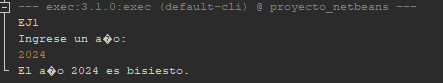 --- exec:3.1.0:exec (default-cli) @ proyecto_netbeans ---
EJ1
Ingrese un a�o:
2024
El a�o 2024 es bisiesto.